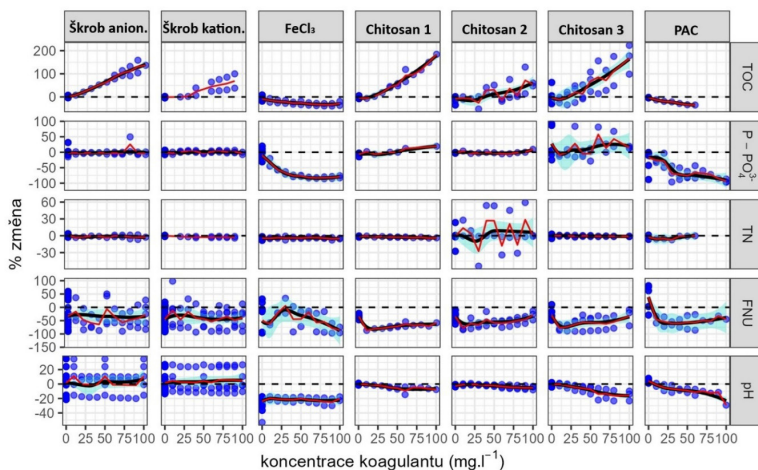 Škrob anion. Škrob kation. FeCl₃ Chitosan 1 Chitosan 2 Chitosan 3 PAC
200
100
0
TOC
100
50
0
-50
-100
P − PO₄³⁻
60
30
0
-30
TN
100
50
0
-50
-100
-150
FNU
20
0
-20
-40
pH
0 25 50 75 100 0 25 50 75 100 0 25 50 75 100 0 25 50 75 100 0 25 50 75 100 0 25 50 75 100 0 25 50 75 100
% změna
koncentrace koagulantu (mg.l⁻¹)